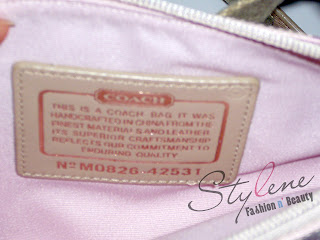 COACH
THIS IS A COACH BAG. IT WAS
HANDCRAFTED IN CHINA FROM THE
FINEST MATERIALS AND LEATHER
ITS SUPERIOR CRAFTSMANSHIP
REFLECTS OUR COMMITMENT TO
ENDURING QUALITY.
Nº M0826-42531
Stylene
Fashion n' Beauty